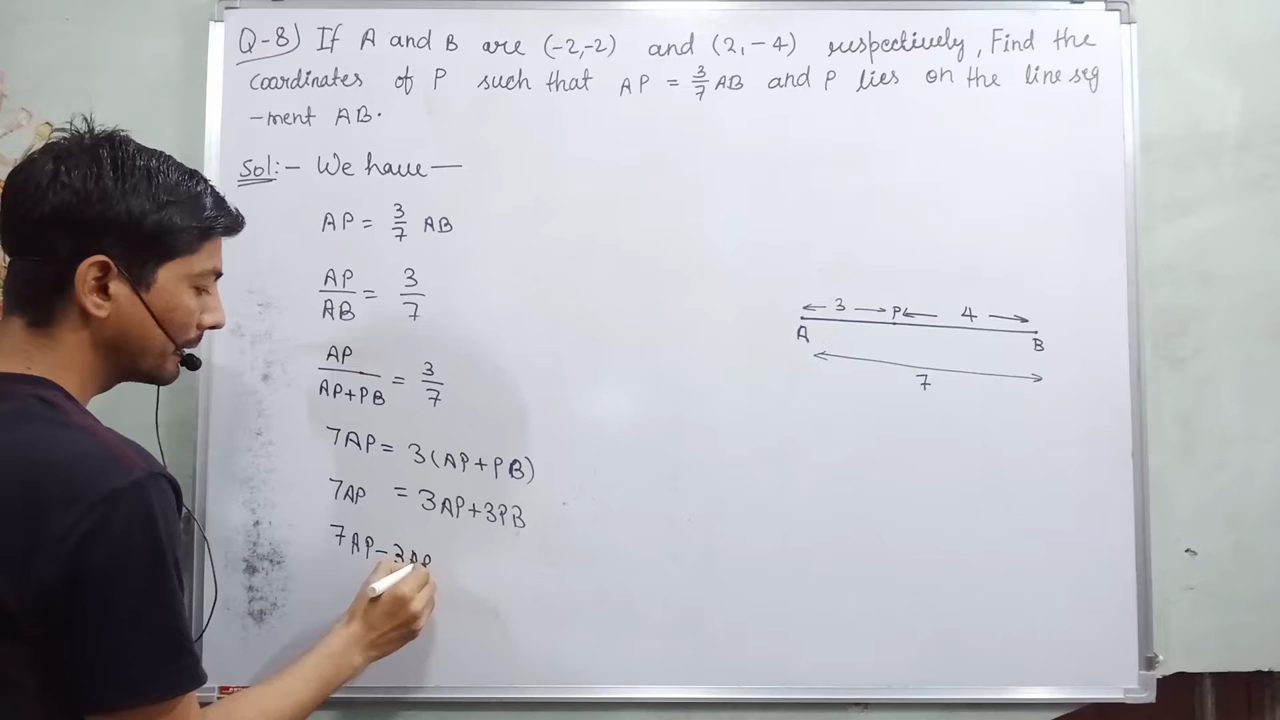 Q-8) If A and B are (-2,-2) and (2,-4) respectively, Find the
coordinates of P such that AP = 3/7 AB and P lies on the line seg
-ment AB.
Sol:- We have —
AP = 3/7 AB
AP/AB = 3/7
AP/AP+PB = 3/7
7AP = 3(AP+PB)
7AP = 3AP+3PB
7AP-3AP
3 P 4
A B
7